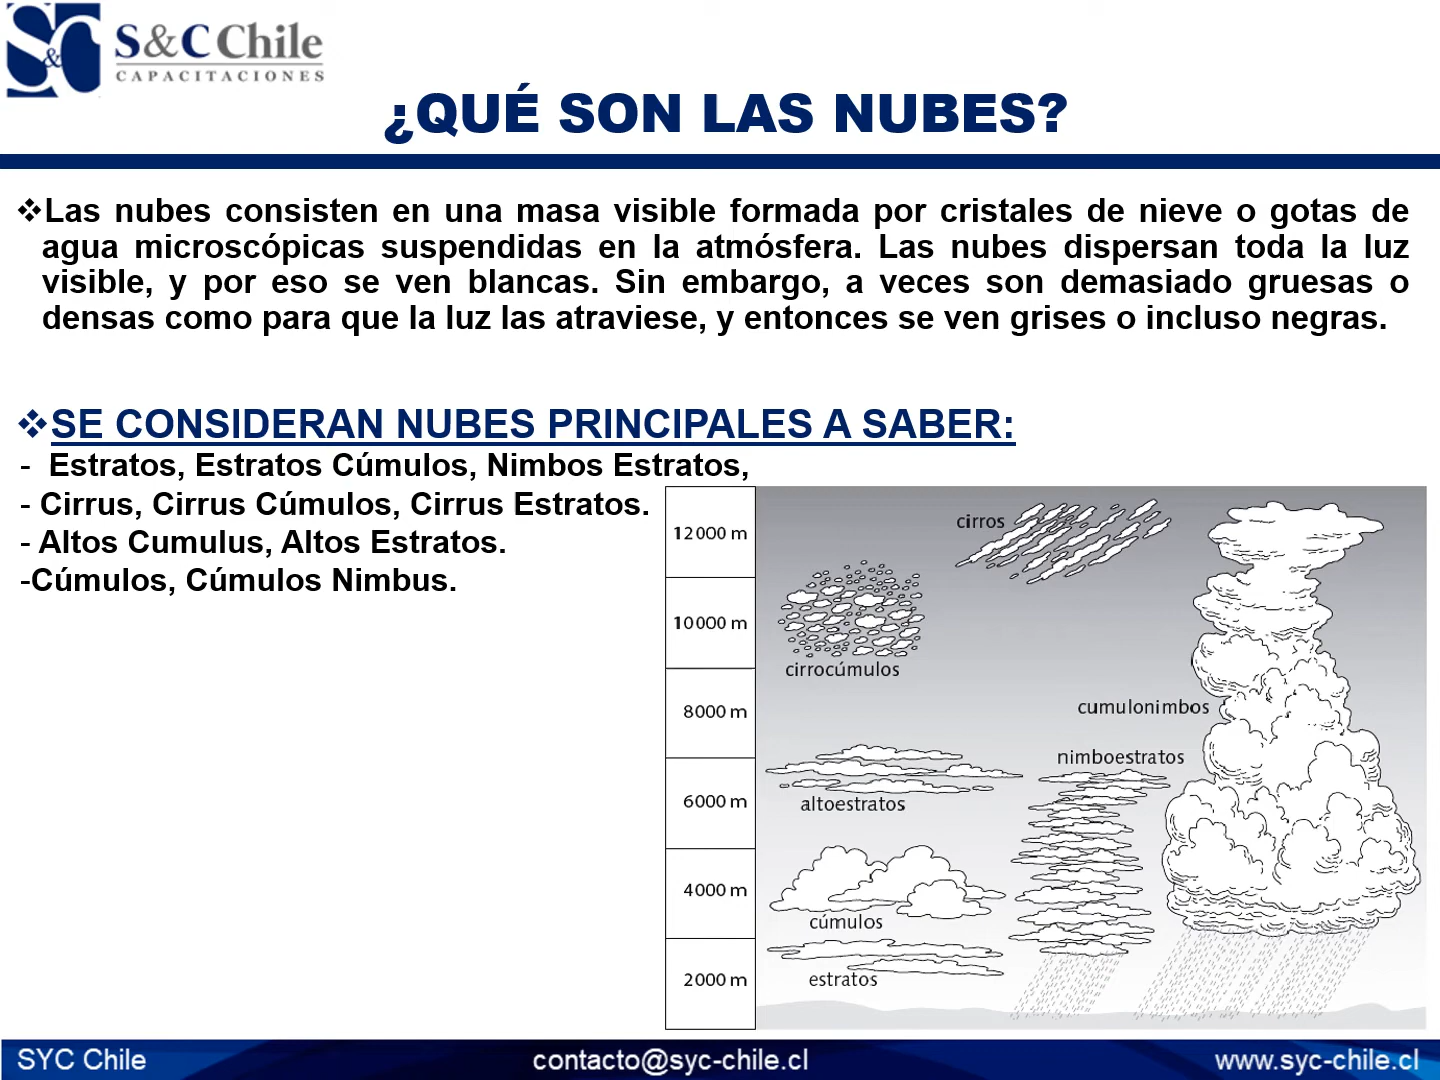 S&C
S&C Chile
CAPACITACIONES
¿QUÉ SON LAS NUBES?
❖Las nubes consisten en una masa visible formada por cristales de nieve o gotas de
agua microscópicas suspendidas en la atmósfera. Las nubes dispersan toda la luz
visible, y por eso se ven blancas. Sin embargo, a veces son demasiado gruesas o
densas como para que la luz las atraviese, y entonces se ven grises o incluso negras.
❖SE CONSIDERAN NUBES PRINCIPALES A SABER:
- Estratos, Estratos Cúmulos, Nimbos Estratos,
- Cirrus, Cirrus Cúmulos, Cirrus Estratos.
- Altos Cumulus, Altos Estratos.
-Cúmulos, Cúmulos Nimbus.
12000 m
10000 m
8000 m
6000 m
4000 m
2000 m
cirros
cirrocúmulos
cumulonimbos
nimboestratos
altoestratos
cúmulos
estratos
SYC Chile
contacto@syc-chile.cl
www.syc-chile.cl